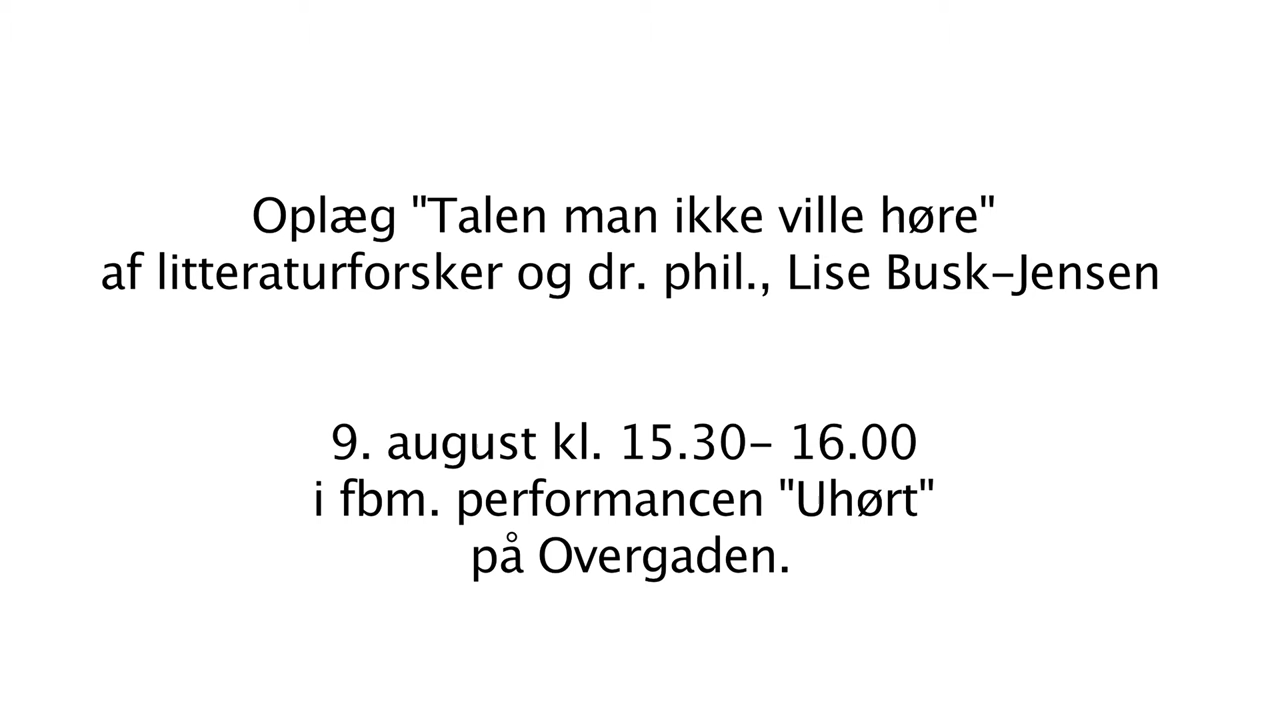 Oplæg "Talen man ikke ville høre"
af litteraturforsker og dr. phil., Lise Busk-Jensen
9. august kl. 15.30- 16.00
i fbm. performancen "Uhørt"
på Overgaden.